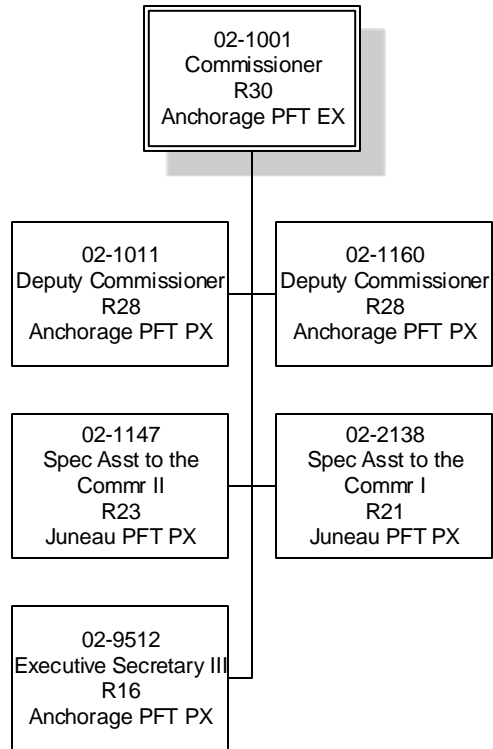 02-1001
Commissioner
R30
Anchorage PFT EX
02-1011
Deputy Commissioner
R28
Anchorage PFT PX
02-1160
Deputy Commissioner
R28
Anchorage PFT PX
02-1147
Spec Asst to the
Commr II
R23
Juneau PFT PX
02-2138
Spec Asst to the
Commr I
R21
Juneau PFT PX
02-9512
Executive Secretary III
R16
Anchorage PFT PX